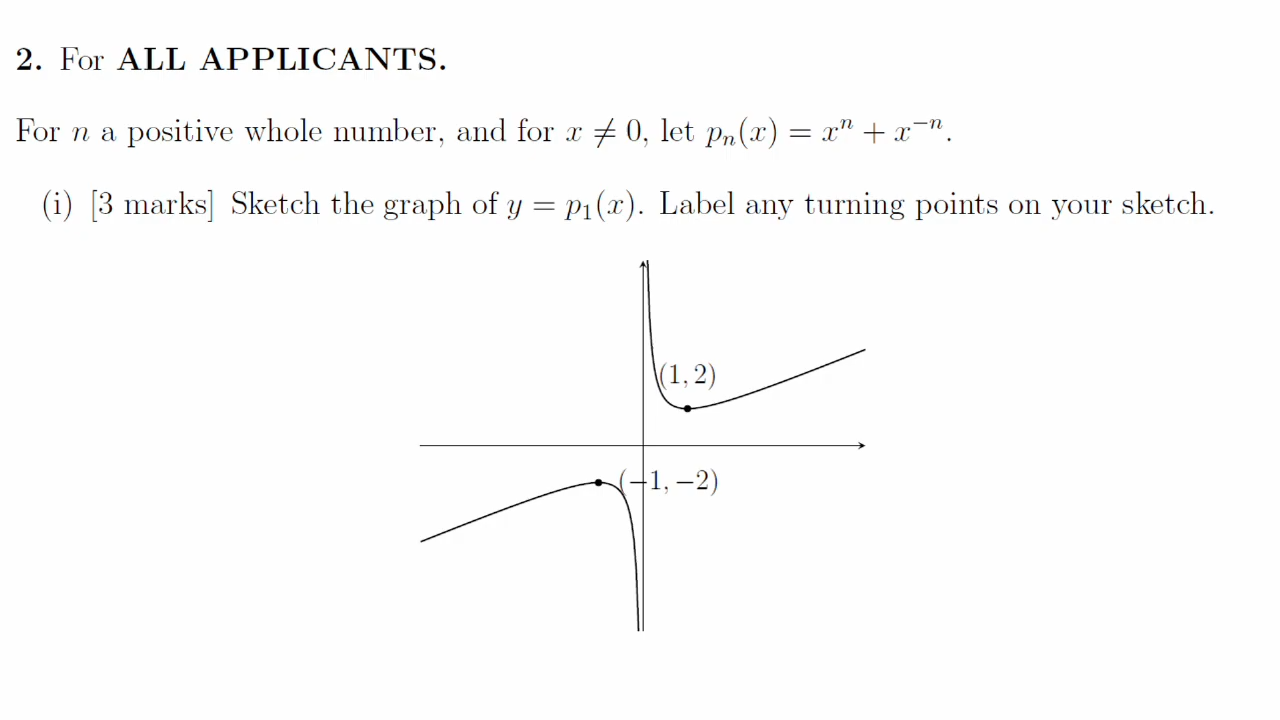 2. For ALL APPLICANTS.
For n a positive whole number, and for x ≠ 0, let pₙ(x) = xⁿ + x⁻ⁿ.
(i) [3 marks] Sketch the graph of y = p₁(x). Label any turning points on your sketch.
(1, 2)
(−1, −2)